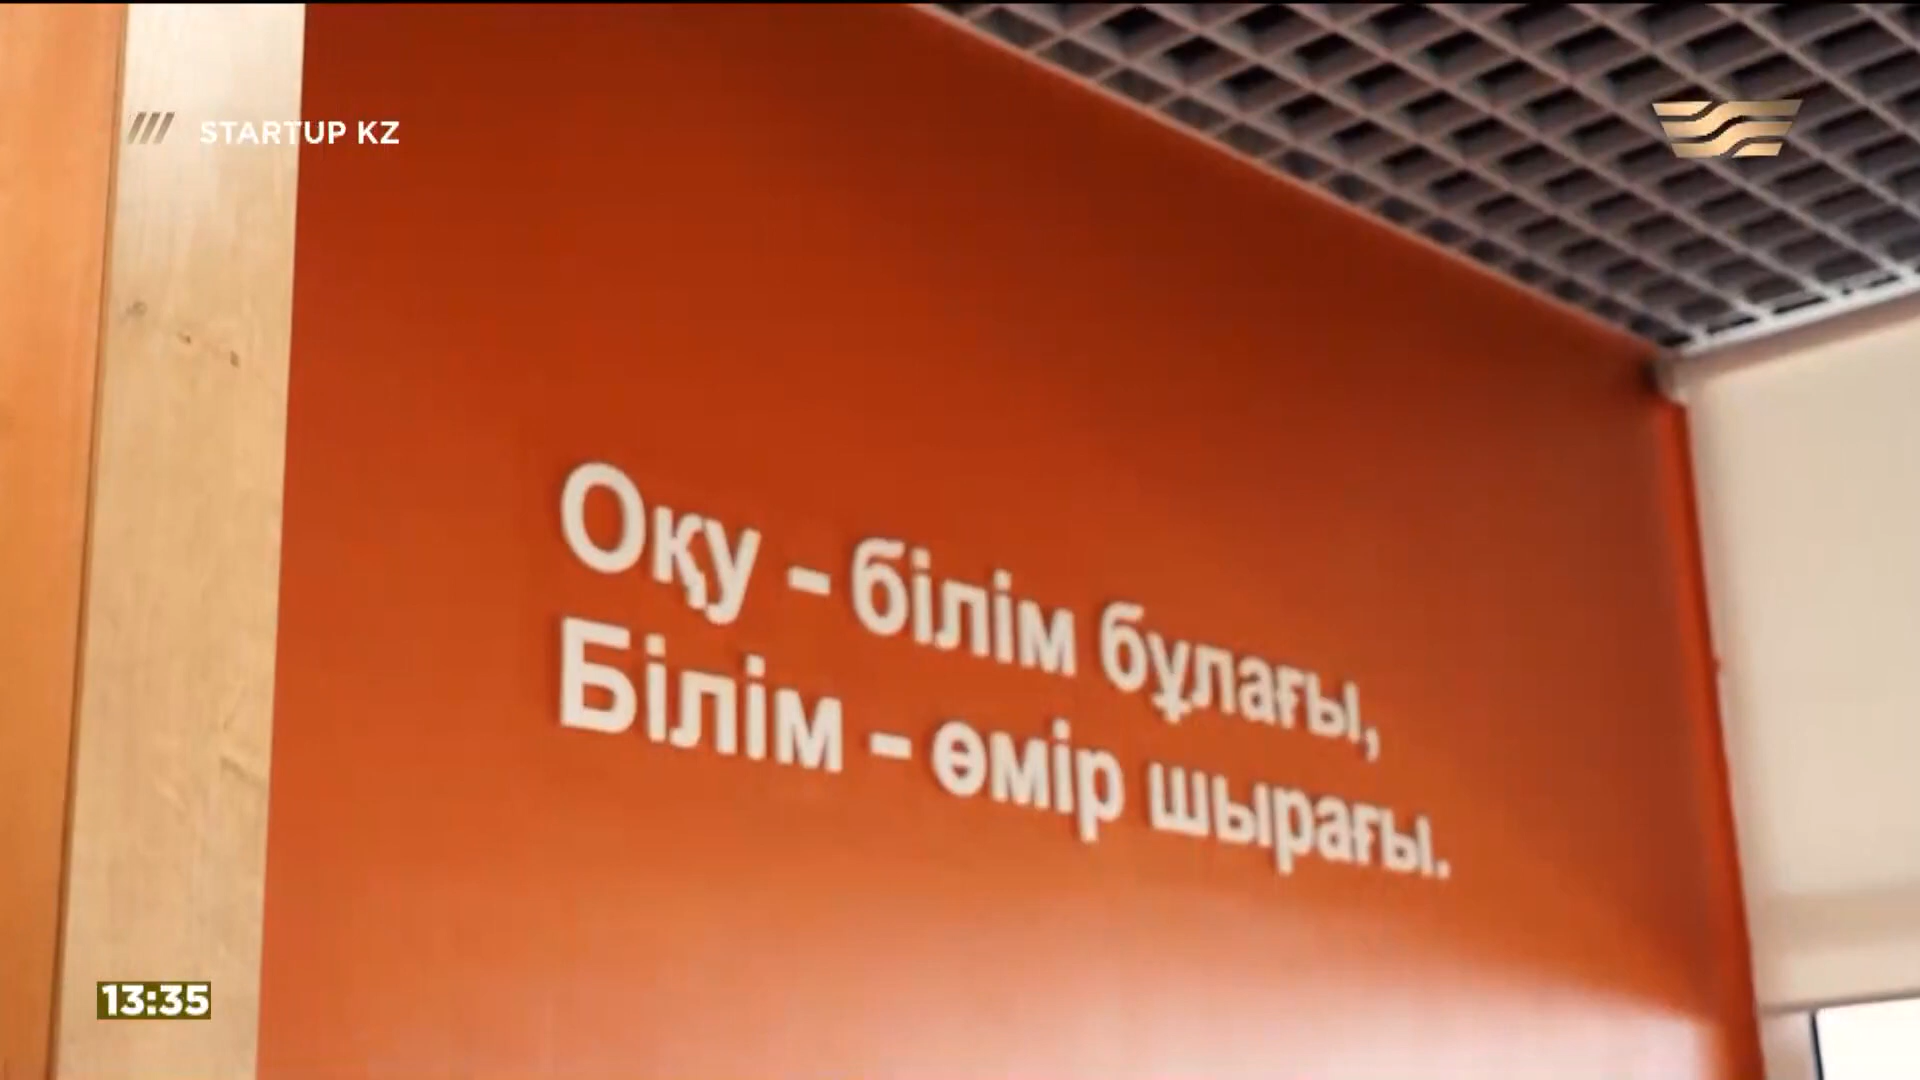 STARTUP KZ
Оқу – білім бұлағы,
Білім – өмір шырағы.
13:35